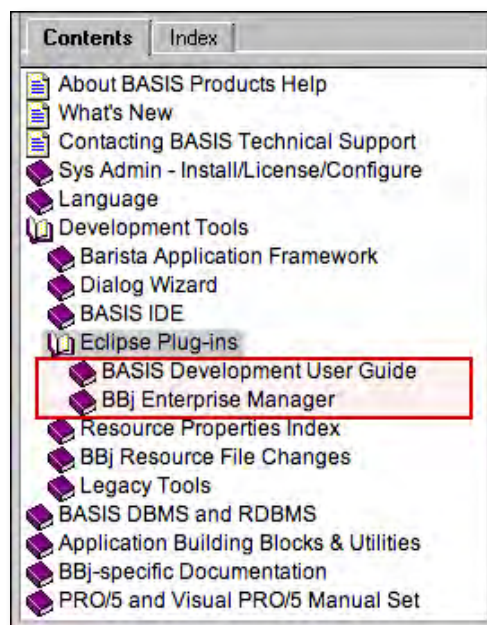 Contents Index
About BASIS Products Help
What's New
Contacting BASIS Technical Support
Sys Admin - Install/License/Configure
Language
Development Tools
Barista Application Framework
Dialog Wizard
BASIS IDE
Eclipse Plug-ins
BASIS Development User Guide
BBj Enterprise Manager
Resource Properties Index
BBj Resource File Changes
Legacy Tools
BASIS DBMS and RDBMS
Application Building Blocks & Utilities
BBj-specific Documentation
PRO/5 and Visual PRO/5 Manual Set